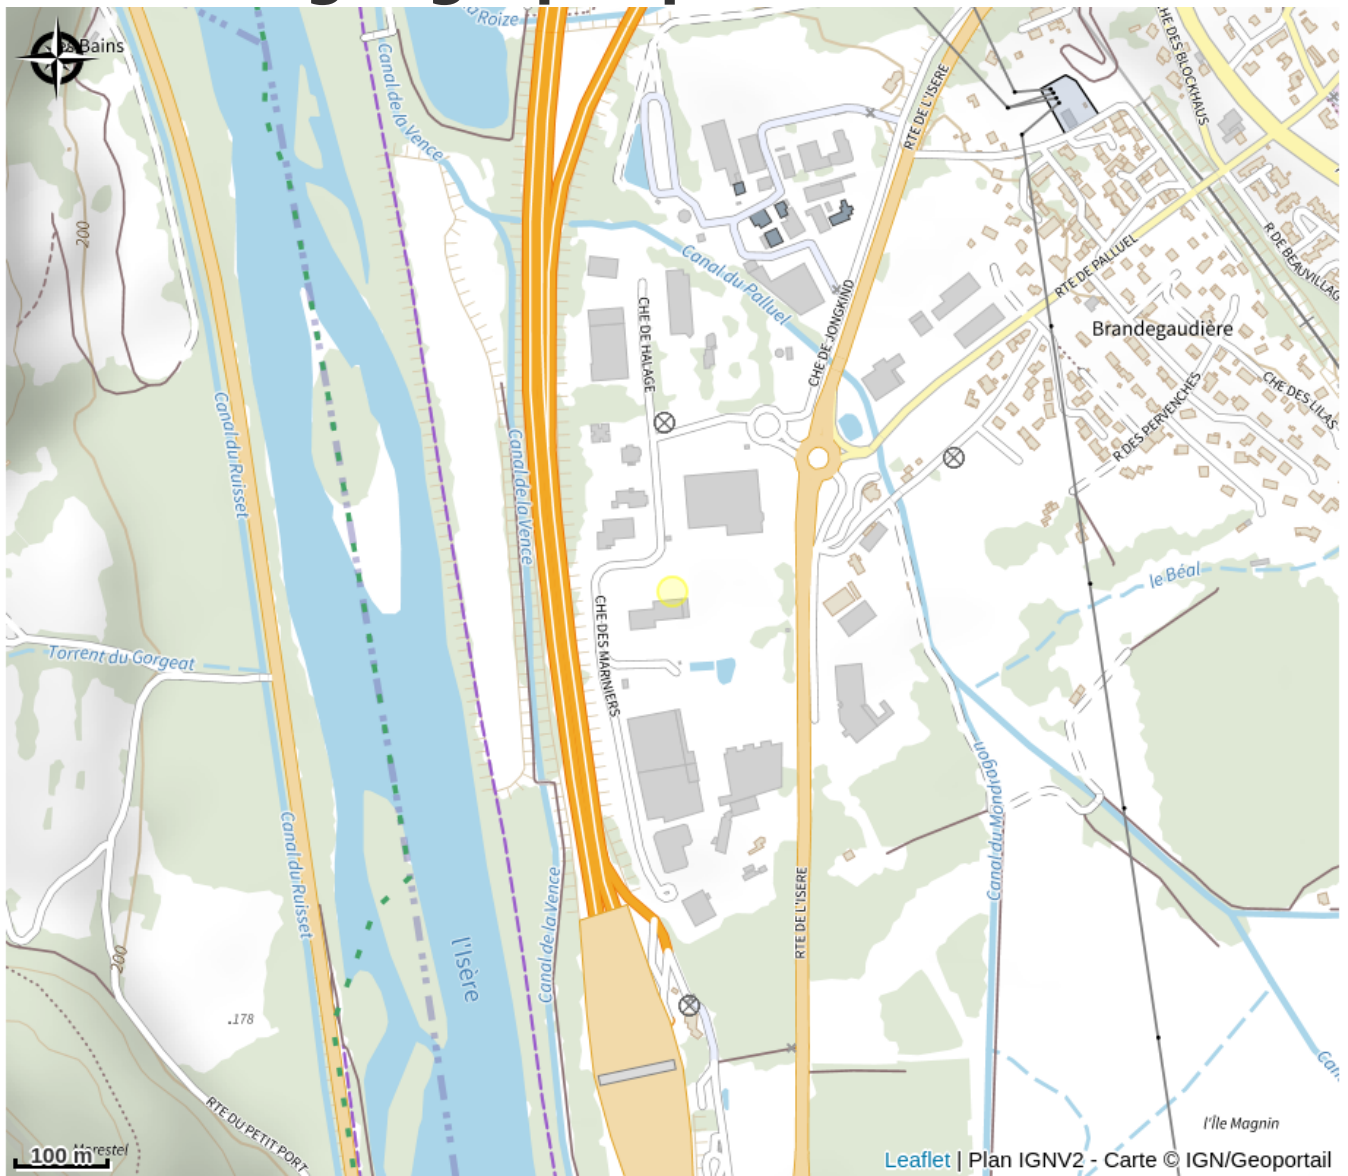 Roize
Bains
Canal de la Vence
CHE DES BLOCKHAUS
RTE DE L'ISERE
200
Canal du Palluel
RTE DE PALLUEL
R DE BEAUVILLAG
CHE DE HALAGE
CHE DE JONGKIND
Brandegaudière
CHE DES LILAS
R DES PERVENCHES
Canal du Ruisset
Canal de la Vence
le Béal
CHE DES MARINIERS
Torrent du Gorgeat
Canal du Mondragon
Canal du Ruisset
Canal de la Vence
RTE DE L'ISERE
l'Isère
200
.178
RTE DU PETIT PORT
l'Île Magnin
100 m
Leaflet | Plan IGNV2 - Carte © IGN/Geoportail